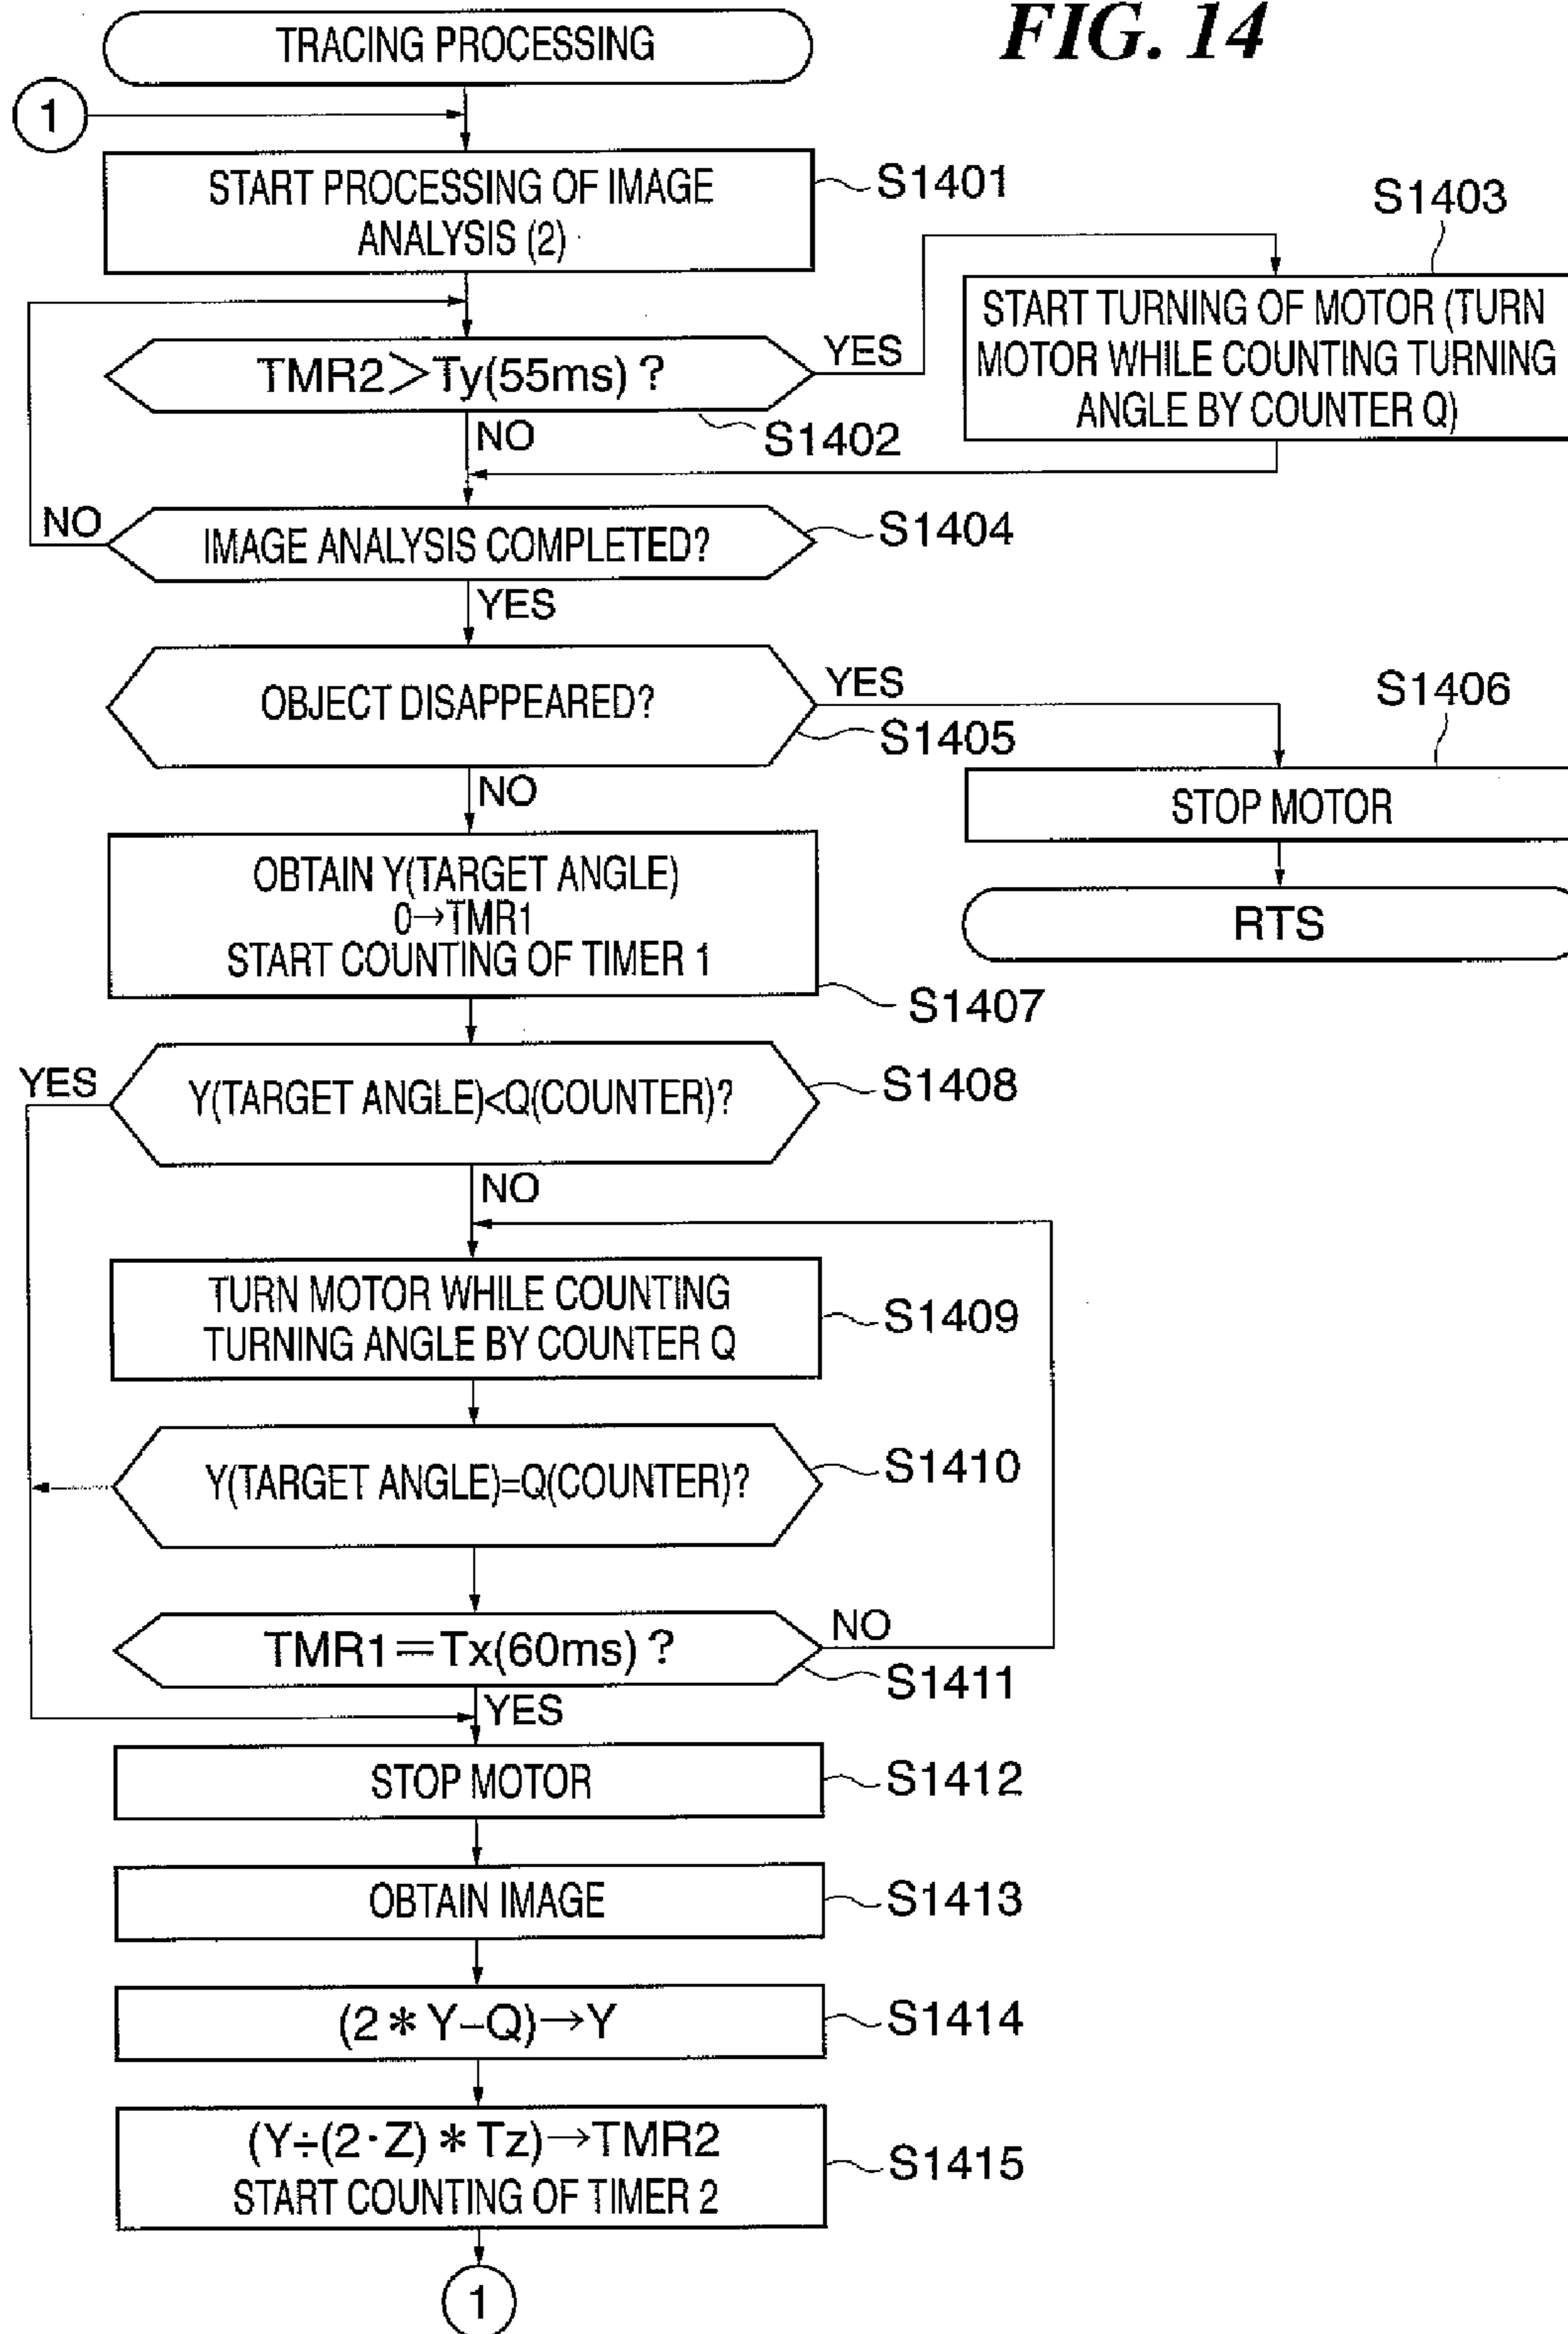 FIG. 14
TRACING PROCESSING
1
START PROCESSING OF IMAGE
ANALYSIS (2)
S1401
S1403
START TURNING OF MOTOR (TURN
MOTOR WHILE COUNTING TURNING
ANGLE BY COUNTER Q)
TMR2>Ty(55ms) ?
YES
NO
S1402
IMAGE ANALYSIS COMPLETED?
NO
S1404
YES
OBJECT DISAPPEARED?
YES
S1405
S1406
STOP MOTOR
RTS
NO
OBTAIN Y(TARGET ANGLE)
0→TMR1
START COUNTING OF TIMER 1
S1407
YES
Y(TARGET ANGLE)<Q(COUNTER)?
S1408
NO
TURN MOTOR WHILE COUNTING
TURNING ANGLE BY COUNTER Q
S1409
Y(TARGET ANGLE)=Q(COUNTER)?
S1410
TMR1=Tx(60ms) ?
NO
S1411
YES
STOP MOTOR
S1412
OBTAIN IMAGE
S1413
(2 * Y-Q)→Y
S1414
(Y÷(2·Z) * Tz)→TMR2
START COUNTING OF TIMER 2
S1415
1